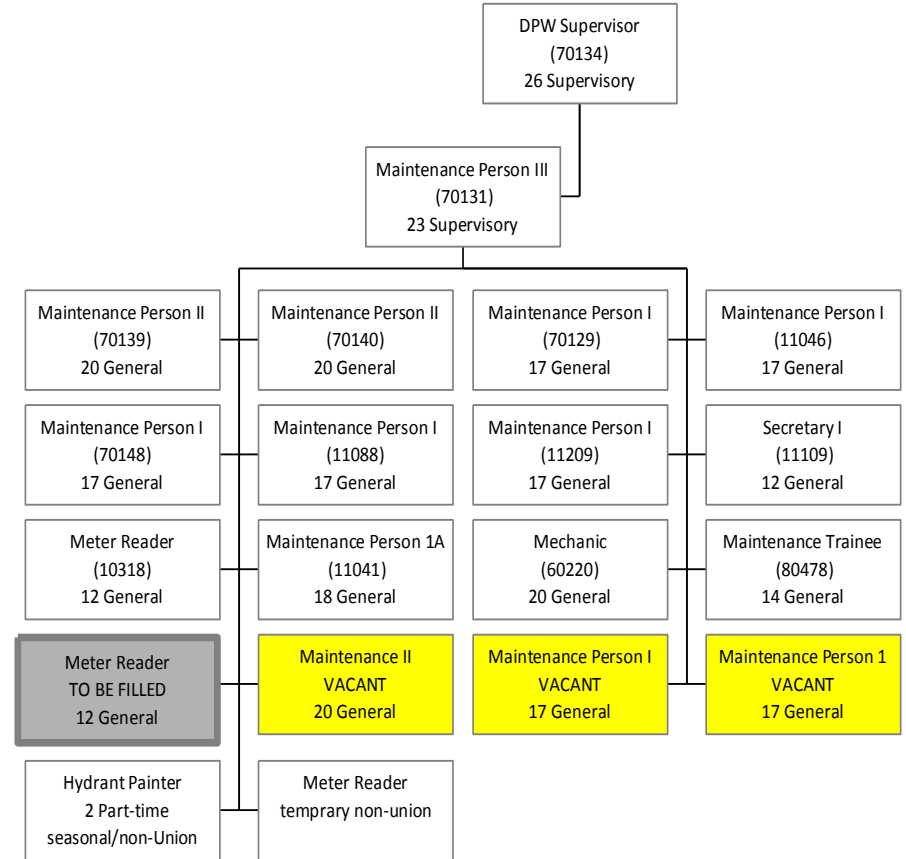 DPW Supervisor
(70134)
26 Supervisory
Maintenance Person III
(70131)
23 Supervisory
Maintenance Person II
(70139)
20 General
Maintenance Person II
(70140)
20 General
Maintenance Person I
(70129)
17 General
Maintenance Person I
(11046)
17 General
Maintenance Person I
(70148)
17 General
Maintenance Person I
(11088)
17 General
Maintenance Person I
(11209)
17 General
Secretary I
(11109)
12 General
Meter Reader
(10318)
12 General
Maintenance Person 1A
(11041)
18 General
Mechanic
(60220)
20 General
Maintenance Trainee
(80478)
14 General
Meter Reader
TO BE FILLED
12 General
Maintenance II
VACANT
20 General
Maintenance Person I
VACANT
17 General
Maintenance Person 1
VACANT
17 General
Hydrant Painter
2 Part-time
seasonal/non-Union
Meter Reader
temprary non-union